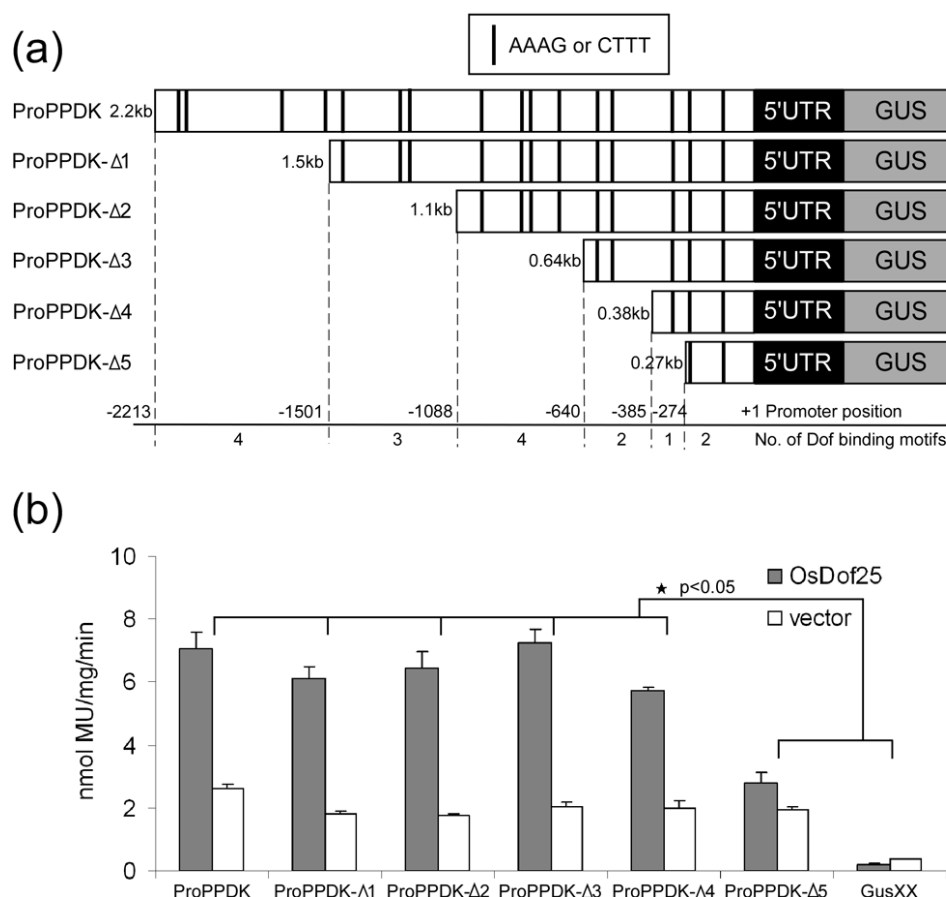 (a)
AAAG or CTTT
ProPPDK 2.2kb 5'UTR GUS
ProPPDK-Δ1 1.5kb 5'UTR GUS
ProPPDK-Δ2 1.1kb 5'UTR GUS
ProPPDK-Δ3 0.64kb 5'UTR GUS
ProPPDK-Δ4 0.38kb 5'UTR GUS
ProPPDK-Δ5 0.27kb 5'UTR GUS
-2213 -1501 -1088 -640 -385 -274 +1 Promoter position
4 3 4 2 1 2 No. of Dof binding motifs
(b)
10
8
6
4
2
0
nmol MU/mg/min
★ p<0.05
OsDof25
vector
ProPPDK ProPPDK-Δ1 ProPPDK-Δ2 ProPPDK-Δ3 ProPPDK-Δ4 ProPPDK-Δ5 GusXX